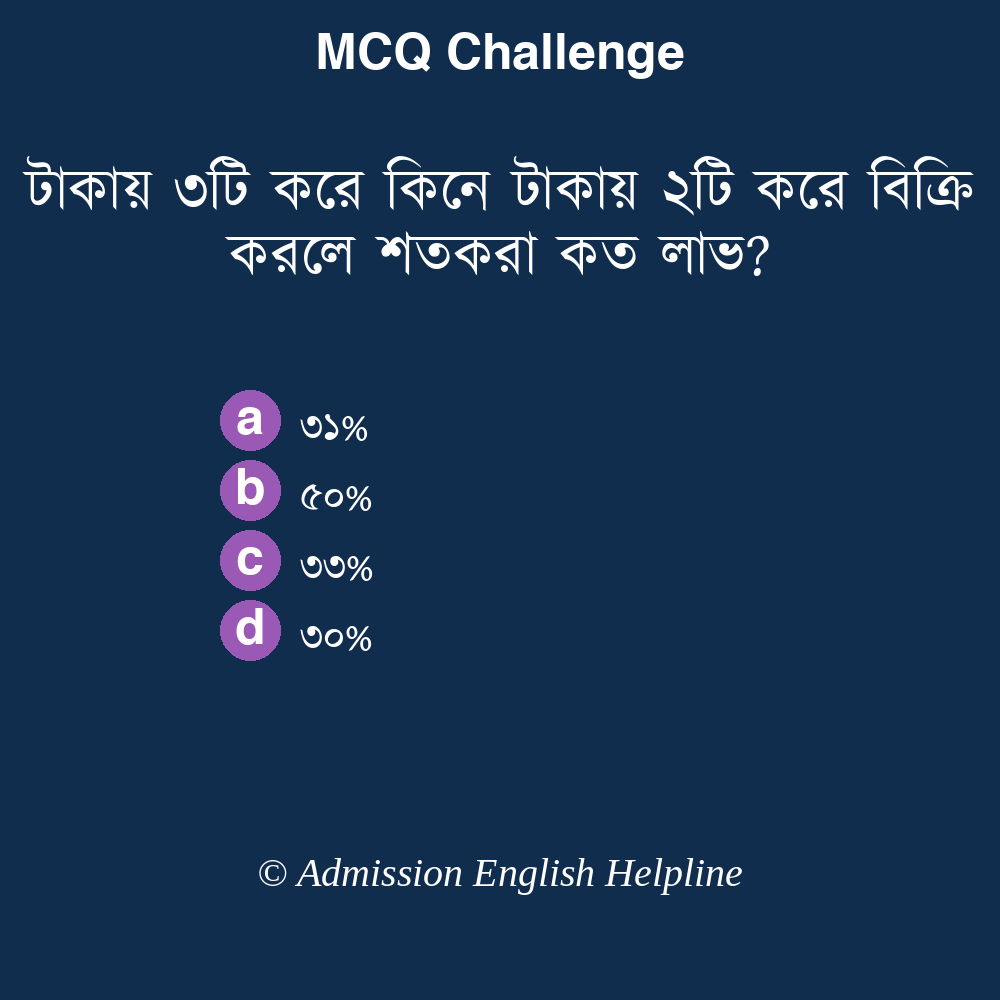 MCQ Challenge
টাকায় ৩টি করে কিনে টাকায় ২টি করে বিক্রি
করলে শতকরা কত লাভ?
a ৩১%
b ৫০%
c ৩৩%
d ৩০%
© Admission English Helpline